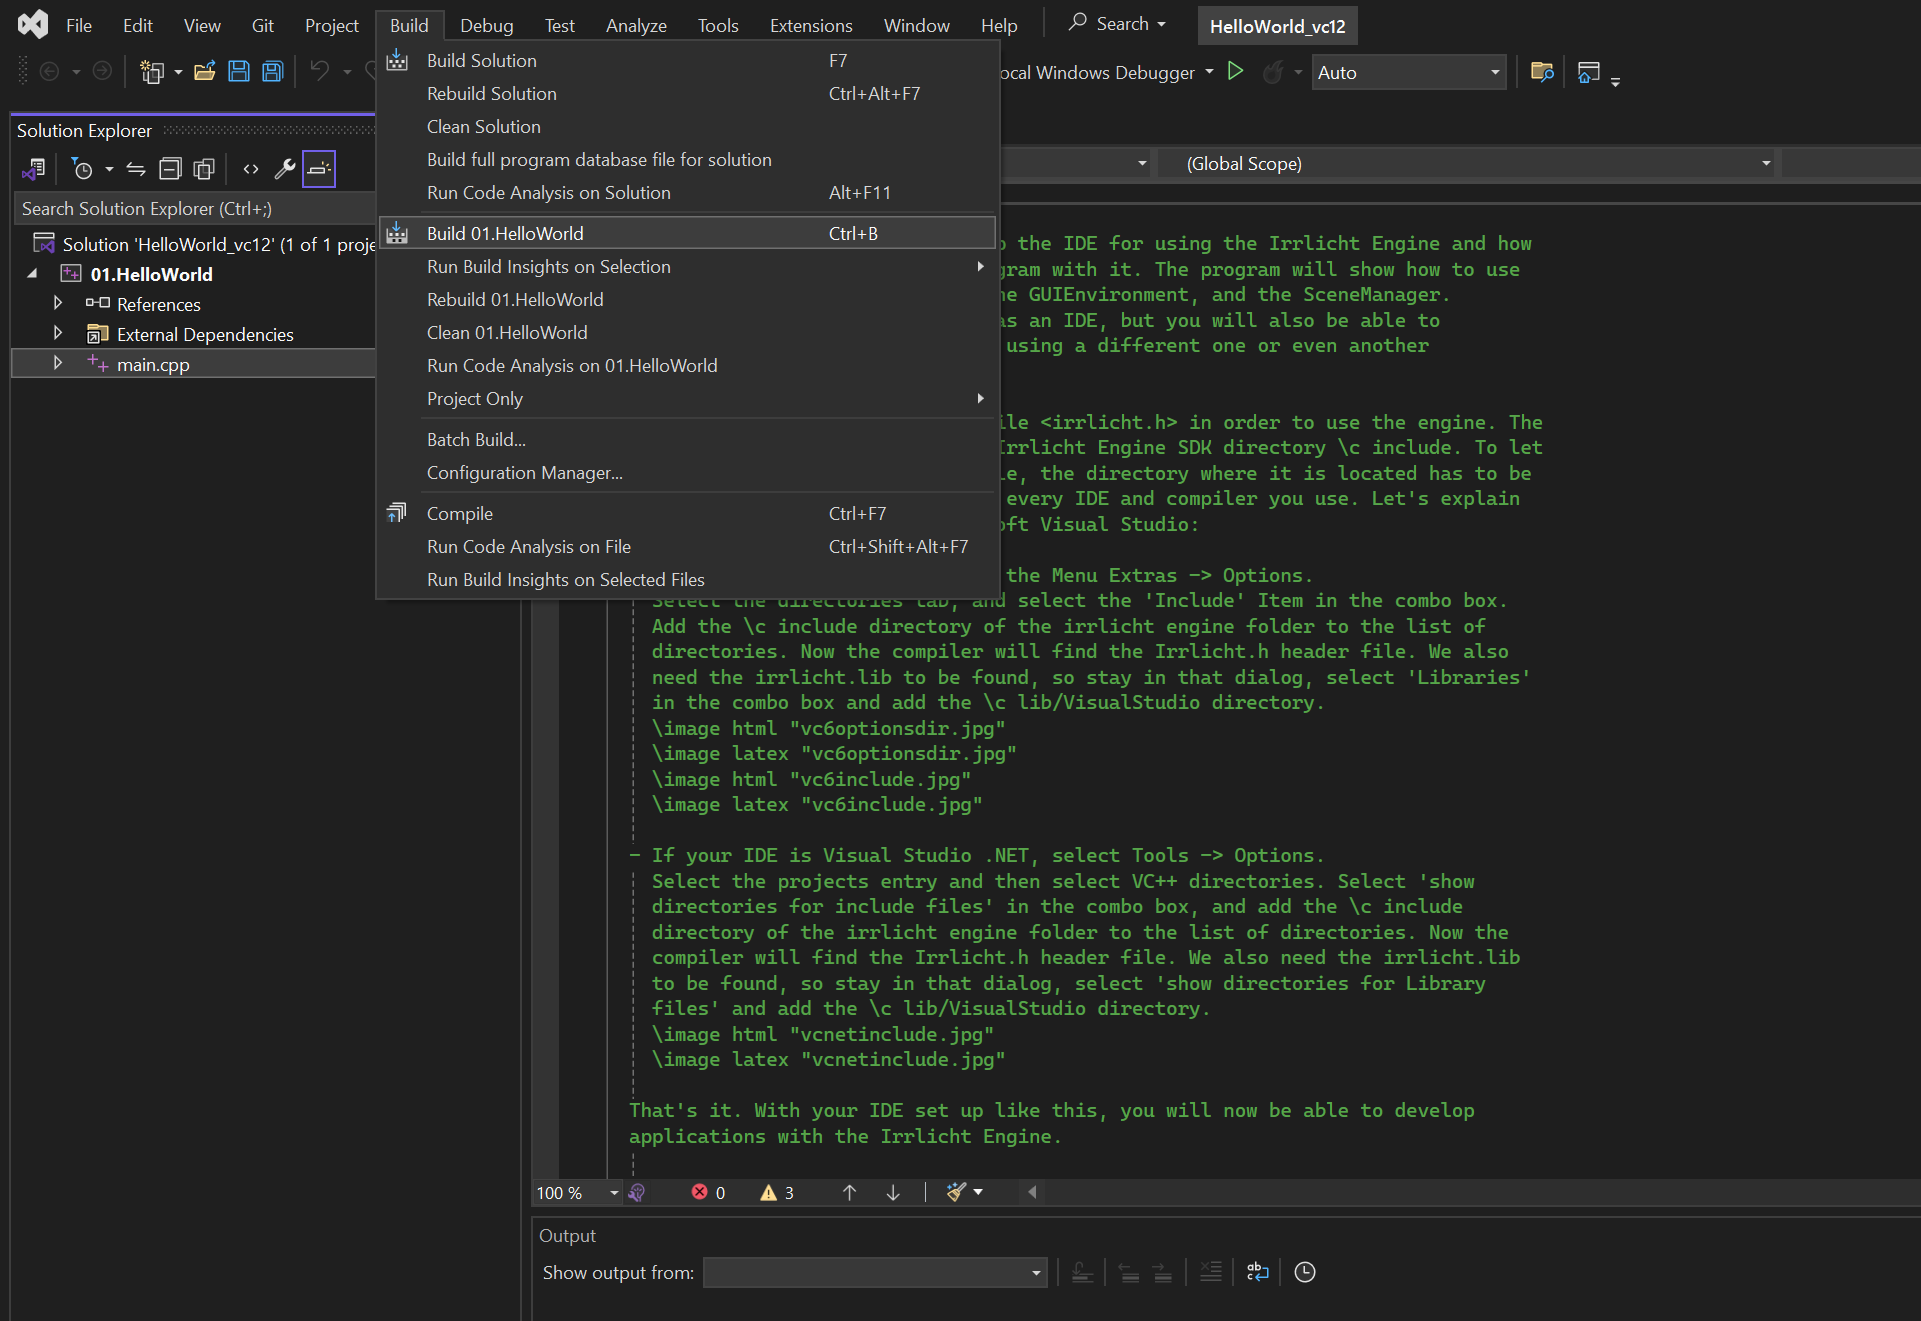 File Edit View Git Project Build Debug Test Analyze Tools Extensions Window Help Search HelloWorld_vc12
ocal Windows Debugger Auto
Solution Explorer
Search Solution Explorer (Ctrl+;)
Solution 'HelloWorld_vc12' (1 of 1 proje
01.HelloWorld
References
External Dependencies
main.cpp
Build Solution F7
Rebuild Solution Ctrl+Alt+F7
Clean Solution
Build full program database file for solution
Run Code Analysis on Solution Alt+F11
Build 01.HelloWorld Ctrl+B
Run Build Insights on Selection
Rebuild 01.HelloWorld
Clean 01.HelloWorld
Run Code Analysis on 01.HelloWorld
Project Only
Batch Build...
Configuration Manager...
Compile Ctrl+F7
Run Code Analysis on File Ctrl+Shift+Alt+F7
Run Build Insights on Selected Files
(Global Scope)
the IDE for using the Irrlicht Engine and how
gram with it. The program will show how to use
he GUIEnvironment, and the SceneManager.
as an IDE, but you will also be able to
using a different one or even another
ile <irrlicht.h> in order to use the engine. The
Irrlicht Engine SDK directory \c include. To let
le, the directory where it is located has to be
every IDE and compiler you use. Let's explain
oft Visual Studio:
the Menu Extras -> Options.
Select the directories tab, and select the 'Include' Item in the combo box.
Add the \c include directory of the irrlicht engine folder to the list of
directories. Now the compiler will find the Irrlicht.h header file. We also
need the irrlicht.lib to be found, so stay in that dialog, select 'Libraries'
in the combo box and add the \c lib/VisualStudio directory.
\image html "vc6optionsdir.jpg"
\image latex "vc6optionsdir.jpg"
\image html "vc6include.jpg"
\image latex "vc6include.jpg"
- If your IDE is Visual Studio .NET, select Tools -> Options.
Select the projects entry and then select VC++ directories. Select 'show
directories for include files' in the combo box, and add the \c include
directory of the irrlicht engine folder to the list of directories. Now the
compiler will find the Irrlicht.h header file. We also need the irrlicht.lib
to be found, so stay in that dialog, select 'show directories for Library
files' and add the \c lib/VisualStudio directory.
\image html "vcnetinclude.jpg"
\image latex "vcnetinclude.jpg"
That's it. With your IDE set up like this, you will now be able to develop
applications with the Irrlicht Engine.
100 % 0 3
Output
Show output from: